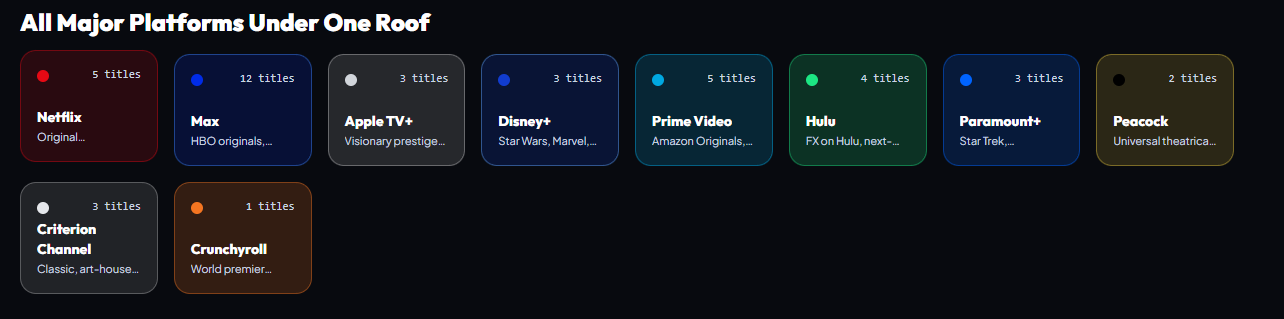 All Major Platforms Under One Roof
5 titles
Netflix
Original...
12 titles
Max
HBO originals,...
3 titles
Apple TV+
Visionary prestige...
3 titles
Disney+
Star Wars, Marvel,...
5 titles
Prime Video
Amazon Originals,...
4 titles
Hulu
FX on Hulu, next-...
3 titles
Paramount+
Star Trek,...
2 titles
Peacock
Universal theatrica...
3 titles
Criterion
Channel
Classic, art-house...
1 titles
Crunchyroll
World premier...